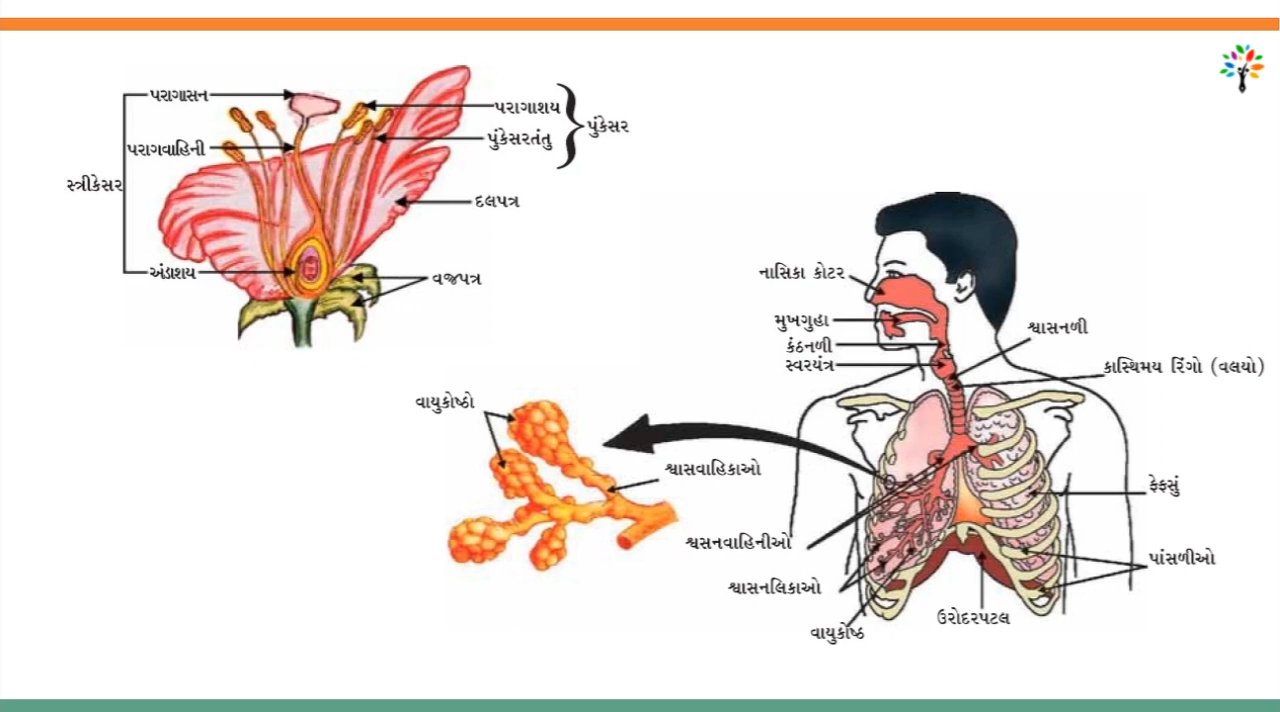 પરાગાસન
પરાગવાહિની
સ્ત્રીકેસર
અંડાશય
પરાગાશય
પુંકેસરતંતુ
પુંકેસર
દલપત્ર
વજપત્ર
નાસિકા કોટર
મુખગુહા
કંઠનળી
સ્વરયંત્ર
શ્વાસનળી
કાસ્થિમય રિંગો (વલયો)
વાયુકોષ્ઠો
શ્વાસવાહિકાઓ
શ્વસનવાહિનીઓ
શ્વાસનલિકાઓ
વાયુકોષ્ઠ
ફેફસું
પાંસળીઓ
ઉરોદરપટલ